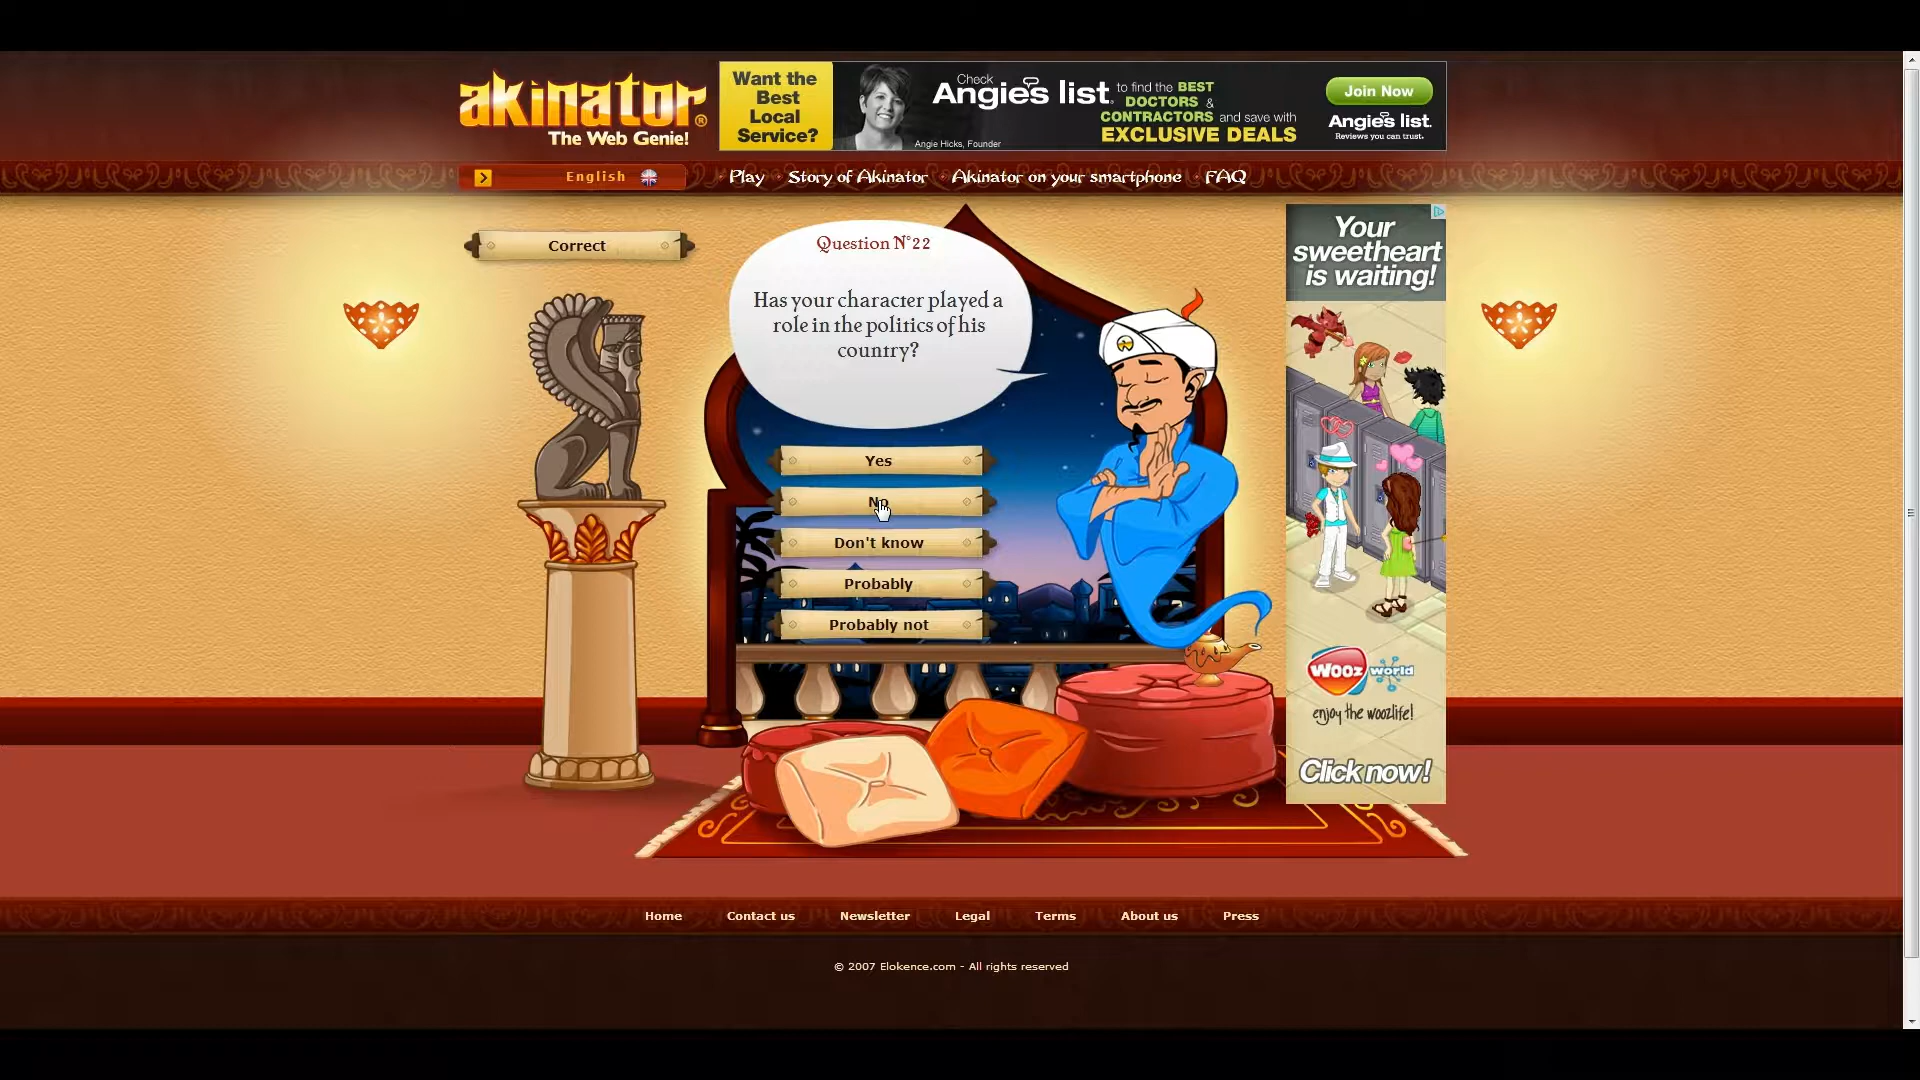 akinator®
The Web Genie!
Want the
Best
Local
Service?
Check
Angie's list
to find the BEST
DOCTORS &
CONTRACTORS and save with
EXCLUSIVE DEALS
Angie Hicks, Founder
Join Now
Angie's list.
Reviews you can trust.
English
Play
Story of Akinator
Akinator on your smartphone
FAQ
Correct
Question N°22
Has your character played a
role in the politics of his
country?
Yes
No
Don't know
Probably
Probably not
Your
sweetheart
is waiting!
Wooz world
enjoy the woozlife!
Click now!
Home
Contact us
Newsletter
Legal
Terms
About us
Press
© 2007 Elokence.com - All rights reserved